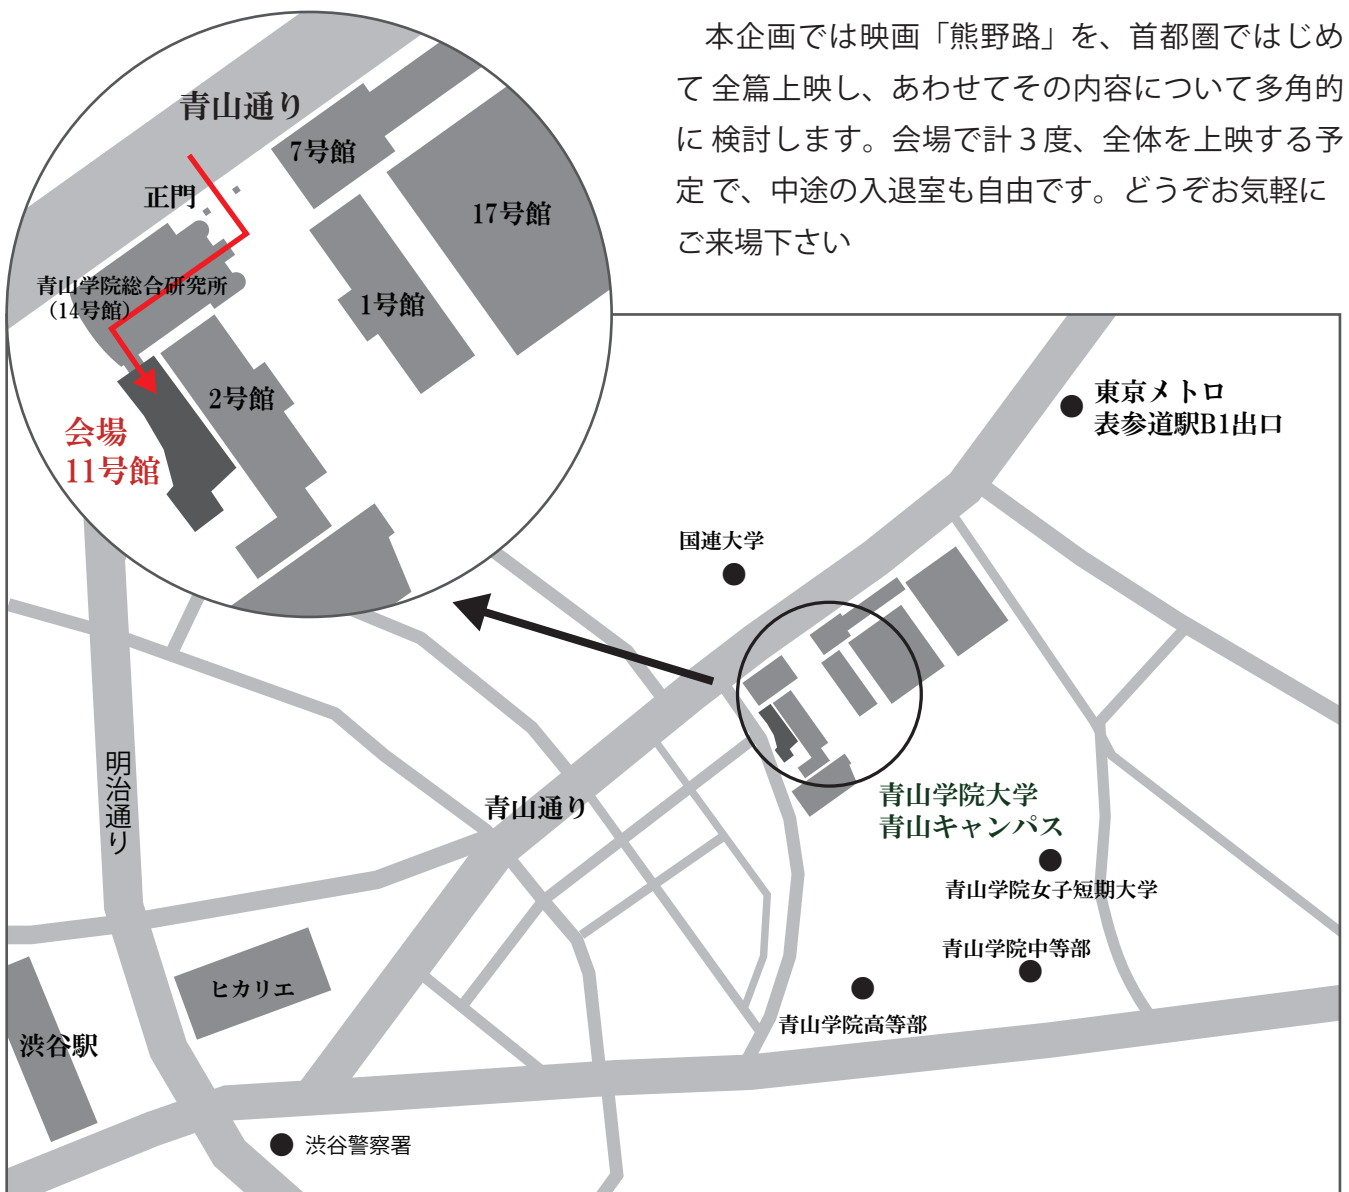 本企画では映画「熊野路」を、首都圏ではじめ
て 全篇上映し、あわせてその内容について多角的
に 検討します。会場で計３度、全体を上映する予
定 で、中途の入退室も自由です。どうぞお気軽に
ご来場下さい
青山通り
7号館
正門
17号館
青山学院総合研究所
（14号館）
1号館
2号館
会場
11号館
東京メトロ
表参道駅B1出口
国連大学
明治通り
青山通り
青山学院大学
青山キャンパス
青山学院女子短期大学
青山学院中等部
ヒカリエ
青山学院高等部
渋谷駅
渋谷警察署